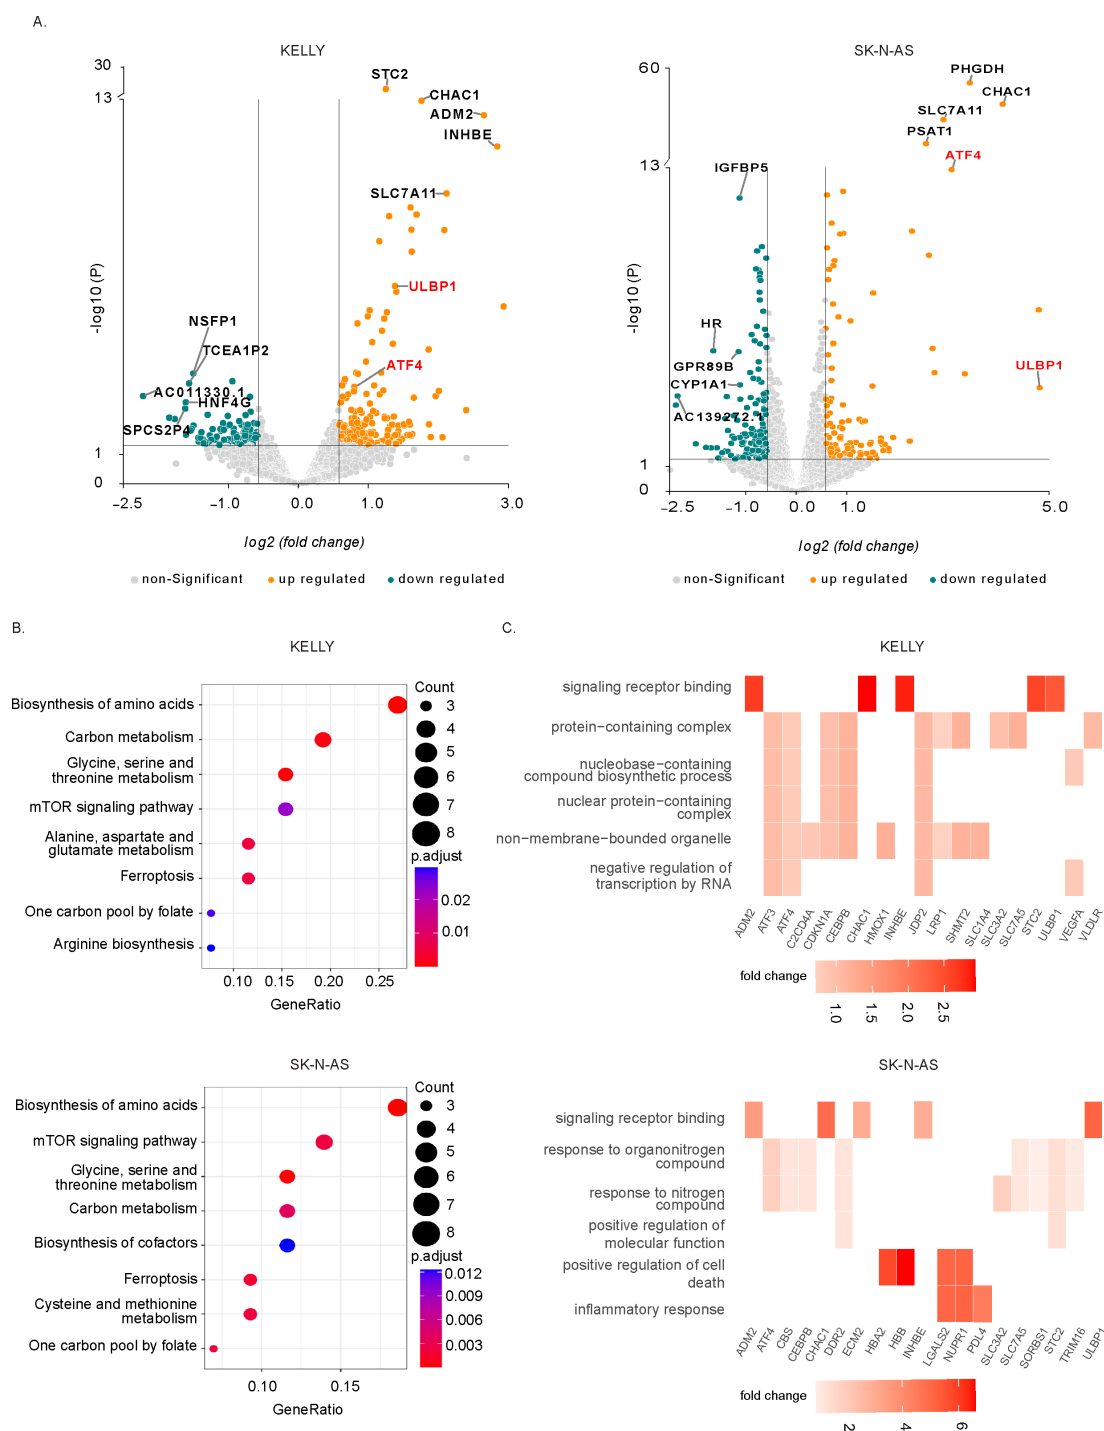 A.
KELLY
30
13
1
0
-log10 (P)
STC2
CHAC1
ADM2
INHBE
SLC7A11
ULBP1
ATF4
NSFP1
TCEA1P2
AC011330.1
HNF4G
SPCS2P4
−2.5
−1.0
0.0
1.0
3.0
log2 (fold change)
non-Significant
up regulated
down regulated
SK-N-AS
60
13
1
0
-log10 (P)
PHGDH
CHAC1
SLC7A11
PSAT1
ATF4
IGFBP5
HR
GPR89B
CYP1A1
AC139272.1
ULBP1
−2.5
−1.0
0.0
1.0
5.0
log2 (fold change)
non-Significant
up regulated
down regulated
B.
KELLY
Biosynthesis of amino acids
Carbon metabolism
Glycine, serine and
threonine metabolism
mTOR signaling pathway
Alanine, aspartate and
glutamate metabolism
Ferroptosis
One carbon pool by folate
Arginine biosynthesis
0.10
0.15
0.20
0.25
GeneRatio
Count
3
4
5
6
7
8
p.adjust
0.02
0.01
SK-N-AS
Biosynthesis of amino acids
mTOR signaling pathway
Glycine, serine and
threonine metabolism
Carbon metabolism
Biosynthesis of cofactors
Ferroptosis
Cysteine and methionine
metabolism
One carbon pool by folate
0.10
0.15
GeneRatio
Count
3
4
5
6
7
8
p.adjust
0.012
0.009
0.006
0.003
C.
KELLY
signaling receptor binding
protein−containing complex
nucleobase−containing
compound biosynthetic process
nuclear protein−containing
complex
non−membrane−bounded organelle
negative regulation of
transcription by RNA
ADM2
ATF3
ATF4
C2CD4A
CDKN1A
CEBPB
CHAC1
HMOX1
INHBE
JDP2
LRP1
SHMT2
SLC1A4
SLC3A2
SLC7A5
STC2
ULBP1
VEGFA
VLDLR
fold change
1.0
1.5
2.0
2.5
SK-N-AS
signaling receptor binding
response to organonitrogen
compound
response to nitrogen
compound
positive regulation of
molecular function
positive regulation of cell
death
inflammatory response
ADM2
ATF4
CBS
CEBPB
CHAC1
DDR2
ECM2
HBA2
HBB
INHBE
LGALS2
NUPR1
PDL4
SLC3A2
SLC7A5
SORBS1
STC2
TRIM16
ULBP1
fold change
2
4
6